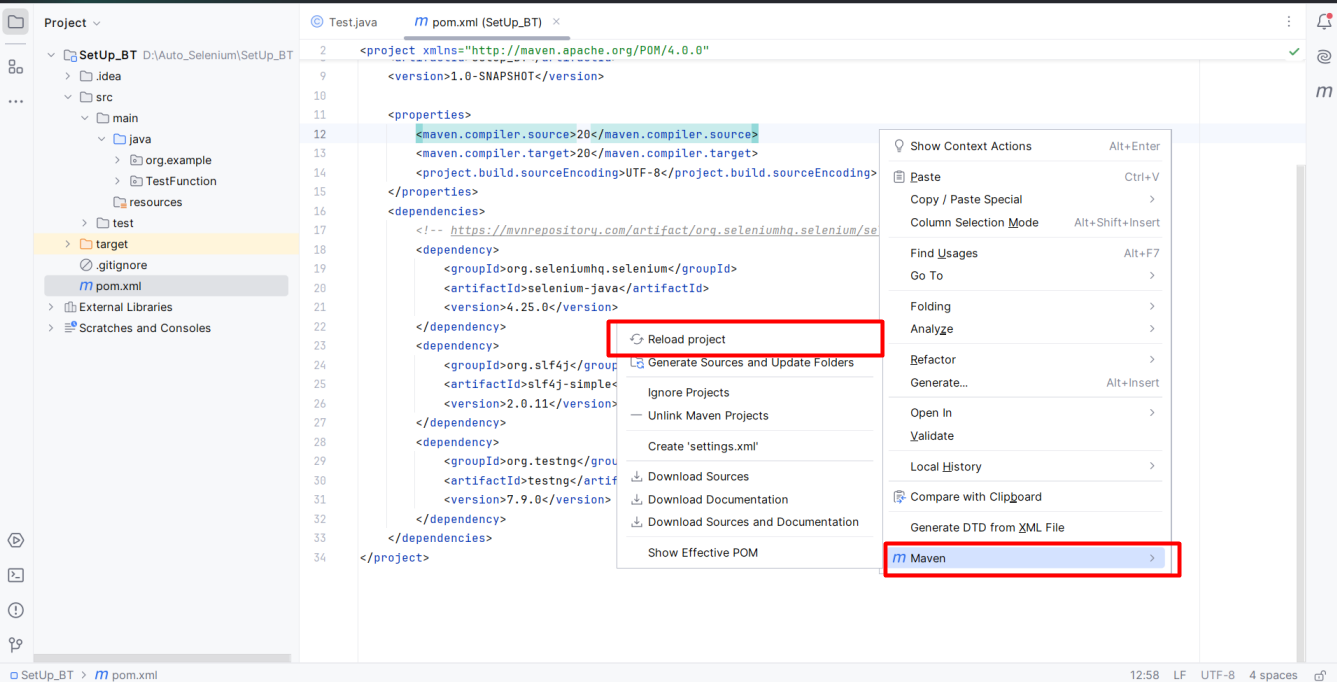 Project
Test.java
pom.xml (SetUp_BT)
SetUp_BT D:\Auto_Selenium\SetUp_BT
.idea
src
main
java
org.example
TestFunction
resources
test
target
.gitignore
pom.xml
External Libraries
Scratches and Consoles
2 <project xmlns="http://maven.apache.org/POM/4.0.0"
9 <version>1.0-SNAPSHOT</version>
10
11 <properties>
12 <maven.compiler.source>20</maven.compiler.source>
13 <maven.compiler.target>20</maven.compiler.target>
14 <project.build.sourceEncoding>UTF-8</project.build.sourceEncoding>
15 </properties>
16 <dependencies>
17 <!-- https://mvnrepository.com/artifact/org.seleniumhq.selenium/se
18 <dependency>
19 <groupId>org.seleniumhq.selenium</groupId>
20 <artifactId>selenium-java</artifactId>
21 <version>4.25.0</version>
22 </dependency>
23 <dependency>
24 <groupId>org.slf4j</group
25 <artifactId>slf4j-simple<
26 <version>2.0.11</version>
27 </dependency>
28 <dependency>
29 <groupId>org.testng</grou
30 <artifactId>testng</artif
31 <version>7.9.0</version>
32 </dependency>
33 </dependencies>
34 </project>
Reload project
Generate Sources and Update Folders
Ignore Projects
Unlink Maven Projects
Create 'settings.xml'
Download Sources
Download Documentation
Download Sources and Documentation
Show Effective POM
Show Context Actions Alt+Enter
Paste Ctrl+V
Copy / Paste Special
Column Selection Mode Alt+Shift+Insert
Find Usages Alt+F7
Go To
Folding
Analyze
Refactor
Generate... Alt+Insert
Open In
Validate
Local History
Compare with Clipboard
Generate DTD from XML File
Maven
SetUp_BT > pom.xml
12:58 LF UTF-8 4 spaces